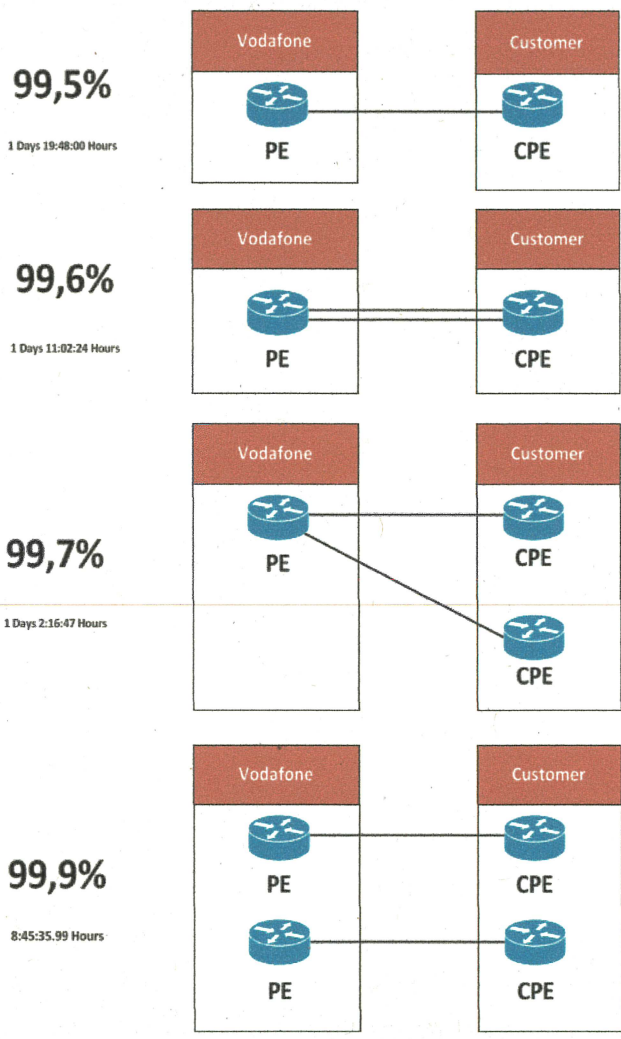 Vodafone Customer
99,5%
PE CPE
1 Days 19:48:00 Hours
Vodafone Customer
99,6%
PE CPE
1 Days 11:02:24 Hours
Vodafone Customer
PE CPE
99,7%
1 Days 2:16:47 Hours
CPE
Vodafone Customer
99,9%
PE CPE
8:45:35.99 Hours
PE CPE